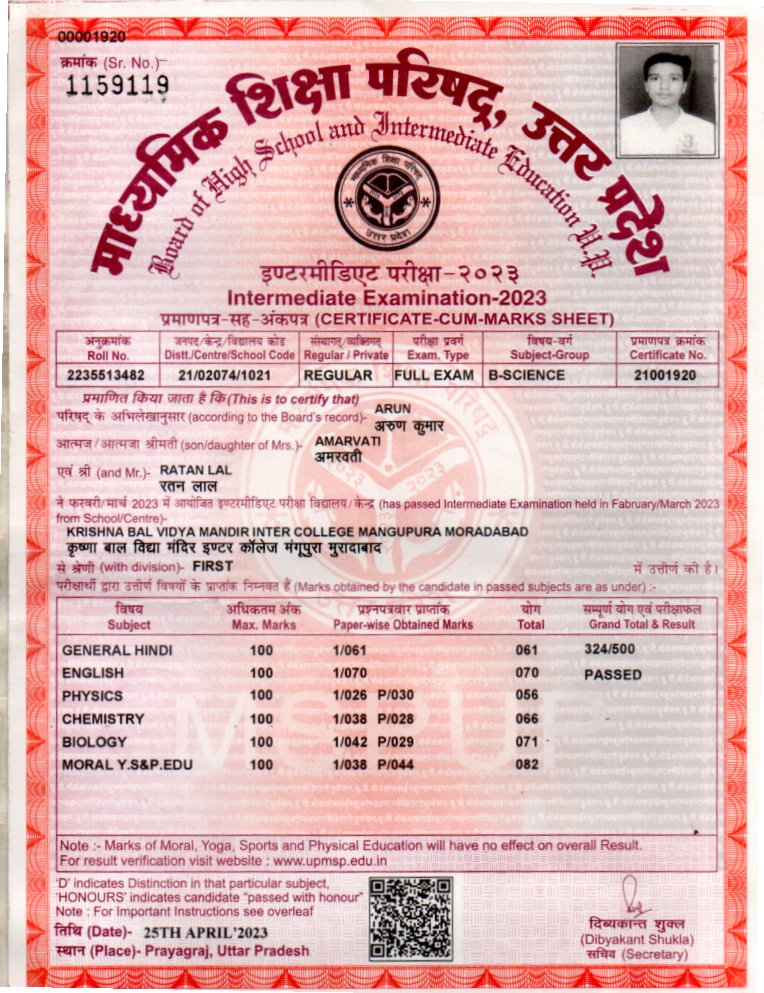 00001920
क्रमांक (Sr. No.)-
1159119
माध्यमिक शिक्षा परिषद्, उत्तर प्रदेश
Board of High School and Intermediate Education U.P.
माध्यमिक शिक्षा परिषद्
उत्तर प्रदेश
इण्टरमीडिएट परीक्षा-२०२३
Intermediate Examination-2023
प्रमाणपत्र-सह-अंकपत्र (CERTIFICATE-CUM-MARKS SHEET)
अनुक्रमांक जनपद/केन्द्र/विद्यालय कोड संस्थागत/व्यक्तिगत परीक्षा प्रवर्ग विषय-वर्ग प्रमाणपत्र क्रमांक
Roll No. Distt./Centre/School Code Regular / Private Exam. Type Subject-Group Certificate No.
2235513482 21/02074/1021 REGULAR FULL EXAM B-SCIENCE 21001920
प्रमाणित किया जाता है कि (This is to certify that)
परिषद् के अभिलेखानुसार (according to the Board's record)- ARUN
अरुण कुमार
आत्मज/आत्मजा श्रीमती (son/daughter of Mrs.)- AMARVATI
अमरवती
एवं श्री (and Mr.)- RATAN LAL
रतन लाल
ने फरवरी/मार्च 2023 में आयोजित इण्टरमीडिएट परीक्षा विद्यालय/केन्द्र (has passed Intermediate Examination held in Fabruary/March 2023
from School/Centre)-
KRISHNA BAL VIDYA MANDIR INTER COLLEGE MANGUPURA MORADABAD
कृष्णा बाल विद्या मंदिर इण्टर कॉलेज मंगूपुरा मुरादाबाद
से श्रेणी (with division)- FIRST में उत्तीर्ण की है।
परीक्षार्थी द्वारा उत्तीर्ण विषयों के प्राप्तांक निम्नवत हैं (Marks obtained by the candidate in passed subjects are as under) :-
विषय अधिकतम अंक प्रश्नपत्रवार प्राप्तांक योग सम्पूर्ण योग एवं परीक्षाफल
Subject Max. Marks Paper-wise Obtained Marks Total Grand Total & Result
GENERAL HINDI 100 1/061 061 324/500
ENGLISH 100 1/070 070 PASSED
PHYSICS 100 1/026 P/030 056
CHEMISTRY 100 1/038 P/028 066
BIOLOGY 100 1/042 P/029 071
MORAL Y.S&P.EDU 100 1/038 P/044 082
MSPUP
Note :- Marks of Moral, Yoga, Sports and Physical Education will have no effect on overall Result.
For result verification visit website : www.upmsp.edu.in
'D' indicates Distinction in that particular subject,
'HONOURS' indicates candidate "passed with honour"
Note : For Important Instructions see overleaf
तिथि (Date)- 25TH APRIL'2023
स्थान (Place)- Prayagraj, Uttar Pradesh
दिब्यकान्त शुक्ल
(Dibyakant Shukla)
सचिव (Secretary)